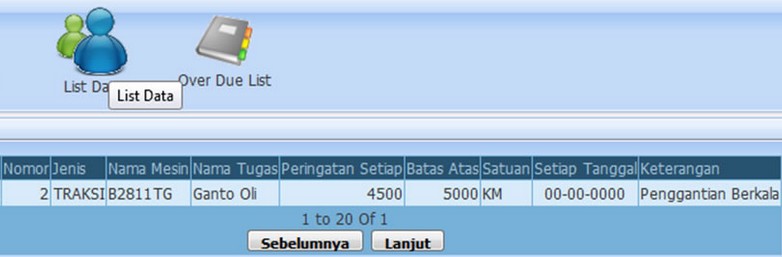 List Da
Over Due List
List Data
Nomor Jenis Nama Mesin Nama Tugas Peringatan Setiap Batas Atas Satuan Setiap Tanggal Keterangan
2 TRAKSI B2811TG Ganto Oli 4500 5000 KM 00-00-0000 Penggantian Berkala
1 to 20 Of 1
Sebelumnya Lanjut